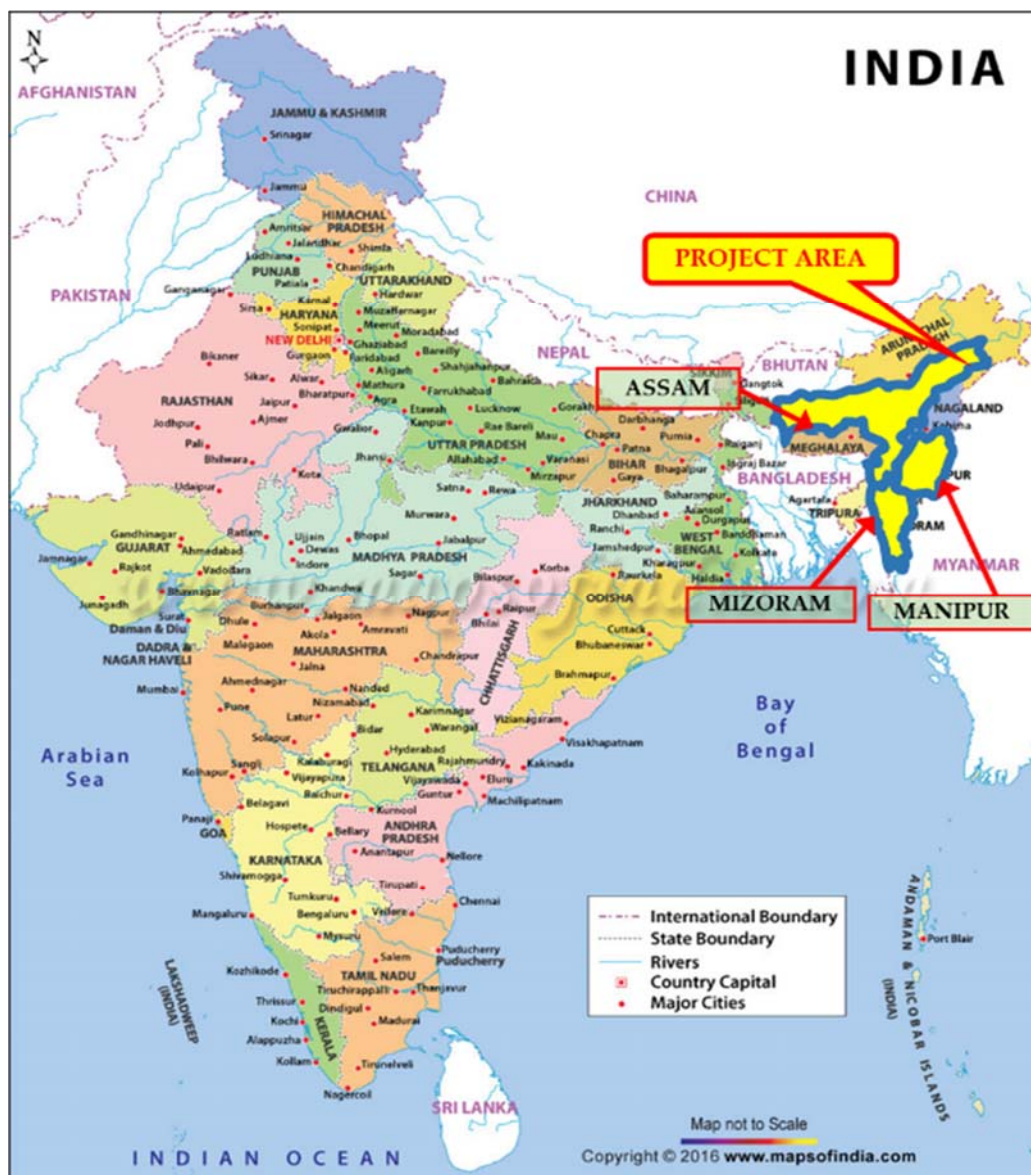 N
INDIA
AFGHANISTAN
JAMMU & KASHMIR
Srinagar
Jammu
CHINA
HIMACHAL
PRADESH
Amritsar
Jalandhar
Shimla
Ludhiana
PUNJAB
Chandigarh
Patiala
UTTARAKHAND
Hardwar
PROJECT AREA
PAKISTAN
Ganganagar
Sirsa
Karnal
HARYANA
Sonipat
Muzaffarnagar
Meerut
Moradabad
NEW DELHI
Ghaziabad
Gurgaon
Faridabad
Bareilly
NEPAL
SIKKIM
BHUTAN
ARUNACHAL
PRADESH
Bikaner
Sikar
Alwar
Aligarh
Shahjahanpur
Bahraich
Gangtok
ASSAM
RAJASTHAN
Bharatpur
Mathura
Agra
Farrukhabad
NAGALAND
Kohima
Jaipur
Etawah
Lucknow
Gorakh
Darbhanga
Jodhpur
Ajmer
Gwalior
Kanpur
Rae Bareli
Chapra
Purnia
Raiganj
MEGHALAYA
Pali
UTTAR PRADESH
Mau
Patna
Bhilwara
Jhansi
Allahabad
Varanasi
BIHAR
Bhagalpur
Ingraj Bazar
BANGLADESH
PUR
Udaipur
Kota
Mirzapur
Gaya
Satna
Rewa
JHARKHAND
Baharampur
Agartala
TRIPURA
RAM
Gandhinagar
Ratlam
Ujjain
Bhopal
Murwara
Dhanbad
Asansol
Durgapur
Jamnagar
GUJARAT
Ahmedabad
Dewas
Jabalpur
Ranchi
WEST
BENGAL
Barddhaman
Rajkot
Vadodara
Indore
MADHYA PRADESH
Jamshedpur
Kolkata
MYANMAR
Sagar
Bilaspur
Korba
Kharagpur
Haldia
Bhavnagar
Khandwa
Raurkela
Junagadh
Surat
Burhanpur
Jalgaon
Nagpur
Raipur
ODISHA
MIZORAM
MANIPUR
Daman & Diu
Dhule
Akola
Amravati
Bhilai
Cuttack
DADRA &
NAGAR HAVELI
Malegaon
MAHARASHTRA
Chandrapur
CHHATTISGARH
Bhubaneswar
Jalna
Mumbai
Ahmednagar
Nanded
Brahmapur
Nizamabad
Pune
Latur
Karimnagar
Vizianagaram
Bay
of
Bengal
Solapur
Bidar
Warangal
Visakhapatnam
Arabian
Sea
Hyderabad
Kalaburagi
Rajahmundry
Kakinada
Kolhapur
Sangli
Vijayapura
TELANGANA
Vijayawada
Eluru
Raichur
Guntur
Machilipatnam
Belagavi
Kurnool
Panaji
GOA
Hospete
Bellary
ANDHRA
PRADESH
KARNATAKA
Anantapur
Nellore
Shivamogga
Tirupati
Tumkuru
Chennai
Mangaluru
Bengaluru
Vellore
Mysuru
Puducherry
Puducherry
Salem
Kozhikode
TAMIL NADU
Tiruchirappalli
Thanjavur
LAKSHADWEEP
(INDIA)
Thrissur
Dindigul
Kochi
KERALA
Madurai
Alappuzha
Kollam
Tirunelveli
Nagercoil
SRI LANKA
International Boundary
State Boundary
Rivers
Country Capital
Major Cities
ANDAMAN & NICOBAR ISLANDS
(INDIA)
Port Blair
Map not to Scale
INDIAN OCEAN
Copyright © 2016 www.mapsofindia.com